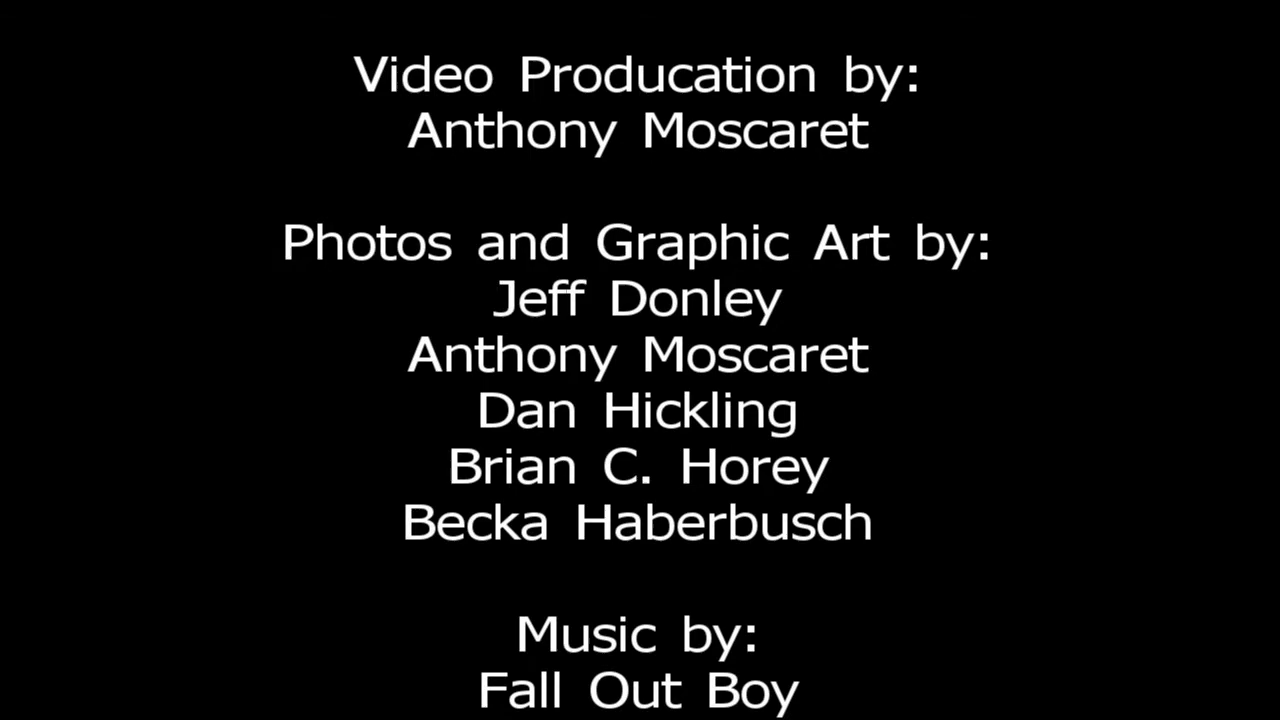 Video Producation by:
Anthony Moscaret
Photos and Graphic Art by:
Jeff Donley
Anthony Moscaret
Dan Hickling
Brian C. Horey
Becka Haberbusch
Music by:
Fall Out Boy